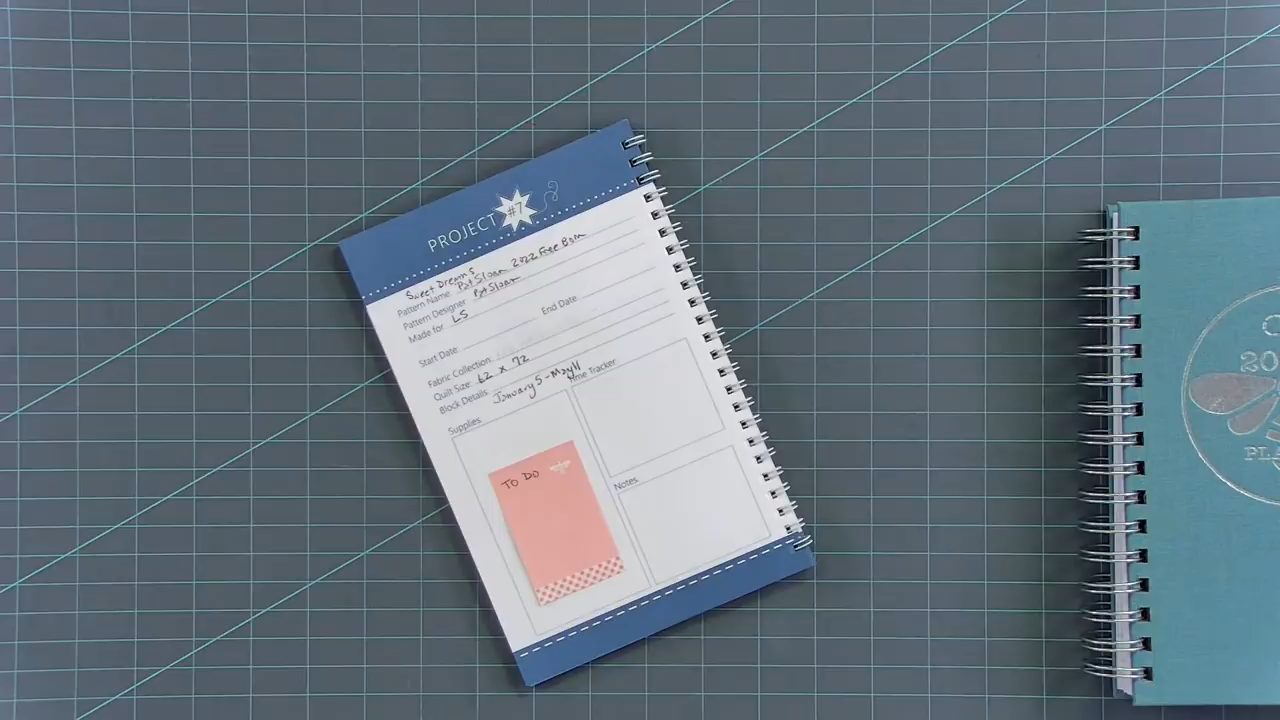 PROJECT #7
Sweet Dreams
Pattern Name Pat Sloan 2022 Free Bom
Pattern Designer Pat Sloan
Made for LS
Start Date: End Date
Fabric Collection:
Quilt Size: 62 x 72
Block Details: January 5 - May 11
Supplies: Time Tracker
TO DO
Notes
20
PLA